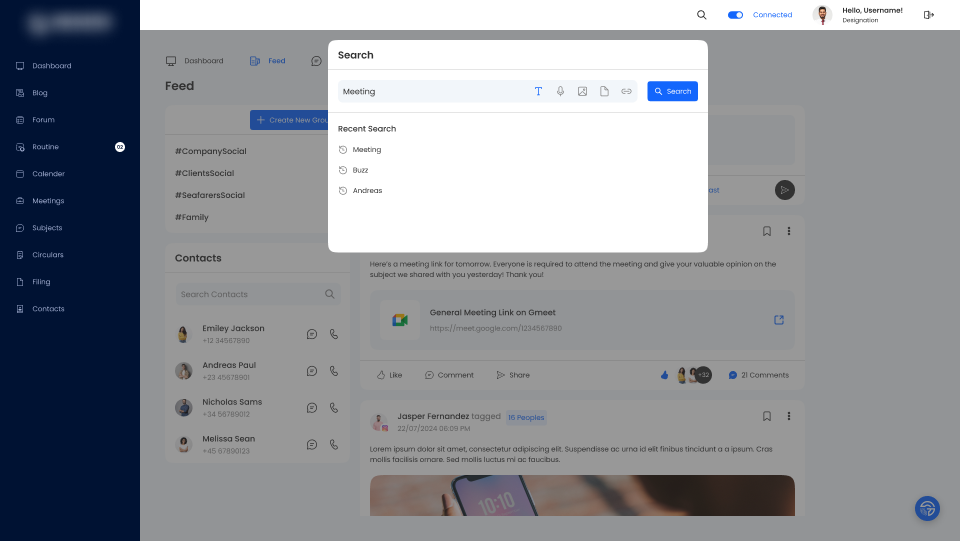 Connected
Hello, Username!
Designation
Dashboard
Blog
Forum
Routine
02
Calender
Meetings
Subjects
Circulars
Filing
Contacts
Dashboard
Feed
Feed
Create New Grou
#CompanySocial
#ClientsSocial
#SeafarersSocial
#Family
Contacts
Search Contacts
Emiley Jackson
+12 34567890
Andreas Paul
+23 45678901
Nicholas Sams
+34 56789012
Melissa Sean
+45 67890123
Search
Meeting
T
Search
Recent Search
Meeting
Buzz
Andreas
ast
Here's a meeting link for tomorrow. Everyone is required to attend the meeting and give your valuable opinion on the
subject we shared with you yesterday! Thank you!
General Meeting Link on Gmeet
https://meet.google.com/1234567890
Like
Comment
Share
+32
21 Comments
Jasper Fernandez tagged 16 Peoples
22/07/2024 06:09 PM
Lorem ipsum dolor sit amet, consectetur adipiscing elit. Suspendisse ac urna id elit finibus tincidunt a a ipsum. Cras
mollis facilisis ornare. Sed mollis luctus mi ac faucibus.
10:10